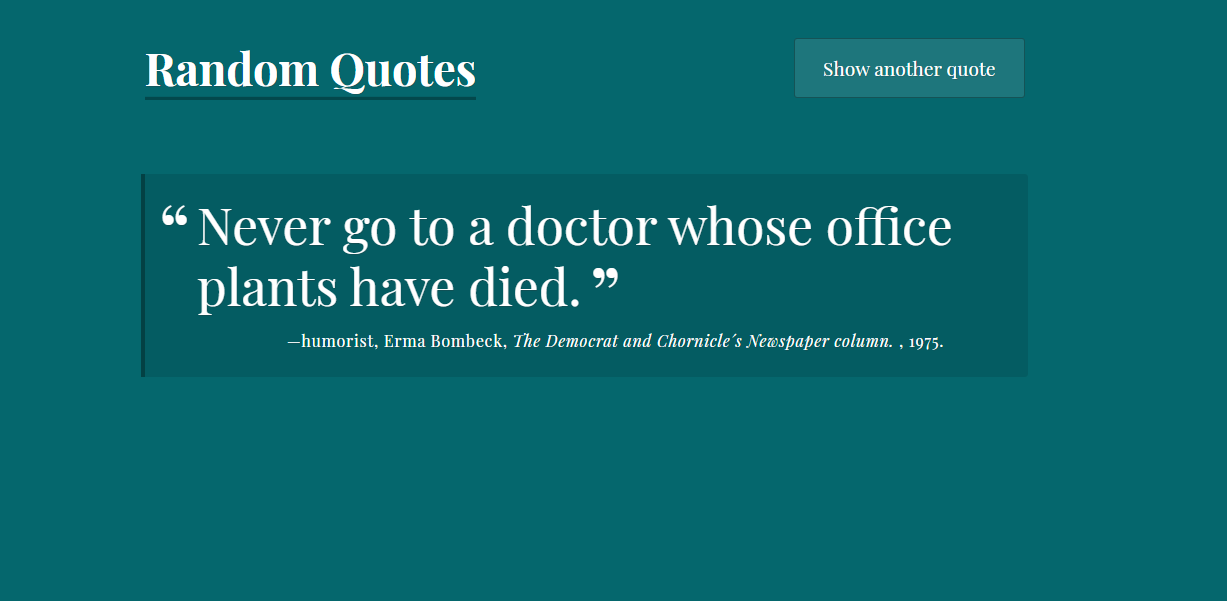 Random Quotes
Show another quote
❝ Never go to a doctor whose office
plants have died. ❞
—humorist, Erma Bombeck, The Democrat and Chornicle´s Newspaper column. , 1975.